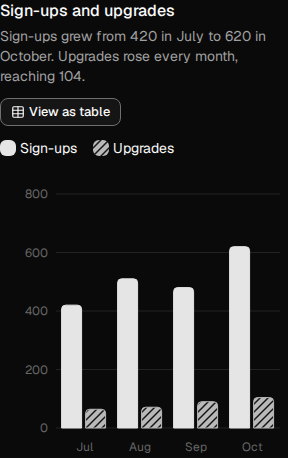 Sign-ups and upgrades
Sign-ups grew from 420 in July to 620 in
October. Upgrades rose every month,
reaching 104.
View as table
Sign-ups Upgrades
800
600
400
200
0
Jul Aug Sep Oct